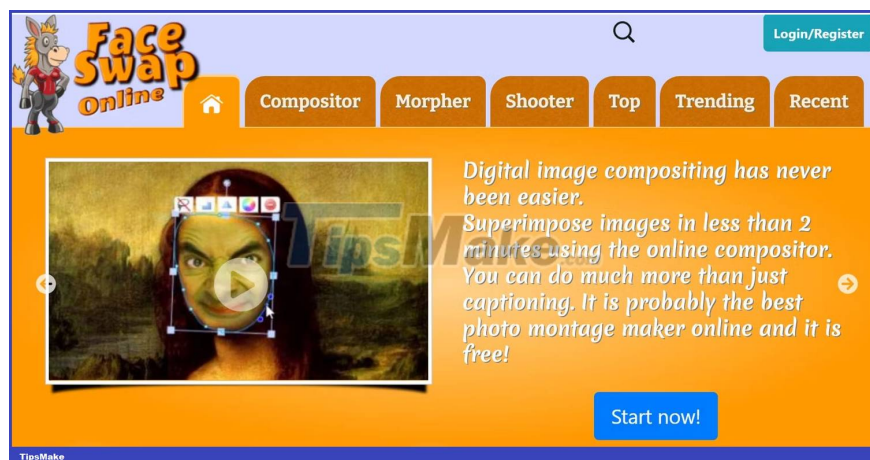 Face
Swap
Online
Login/Register
Compositor
Morpher
Shooter
Top
Trending
Recent
Digital image compositing has never
been easier.
Superimpose images in less than 2
minutes using the online compositor.
You can do much more than just
captioning. It is probably the best
photo montage maker online and it is
free!
TipsMake.com
Start now!
TipsMake